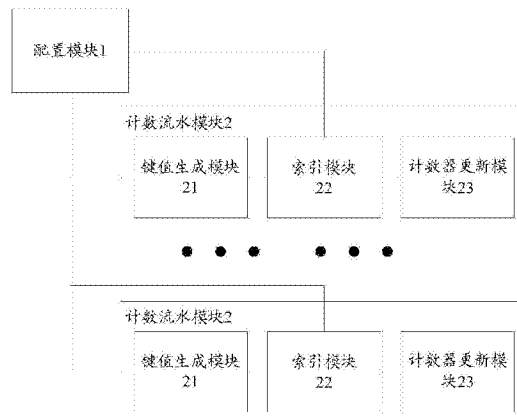 配置模块1
计数流水模块2
键值生成模块
21
索引模块
22
计数器更新模
块23
计数流水模块2
键值生成模块
21
索引模块
22
计数器更新模
块23